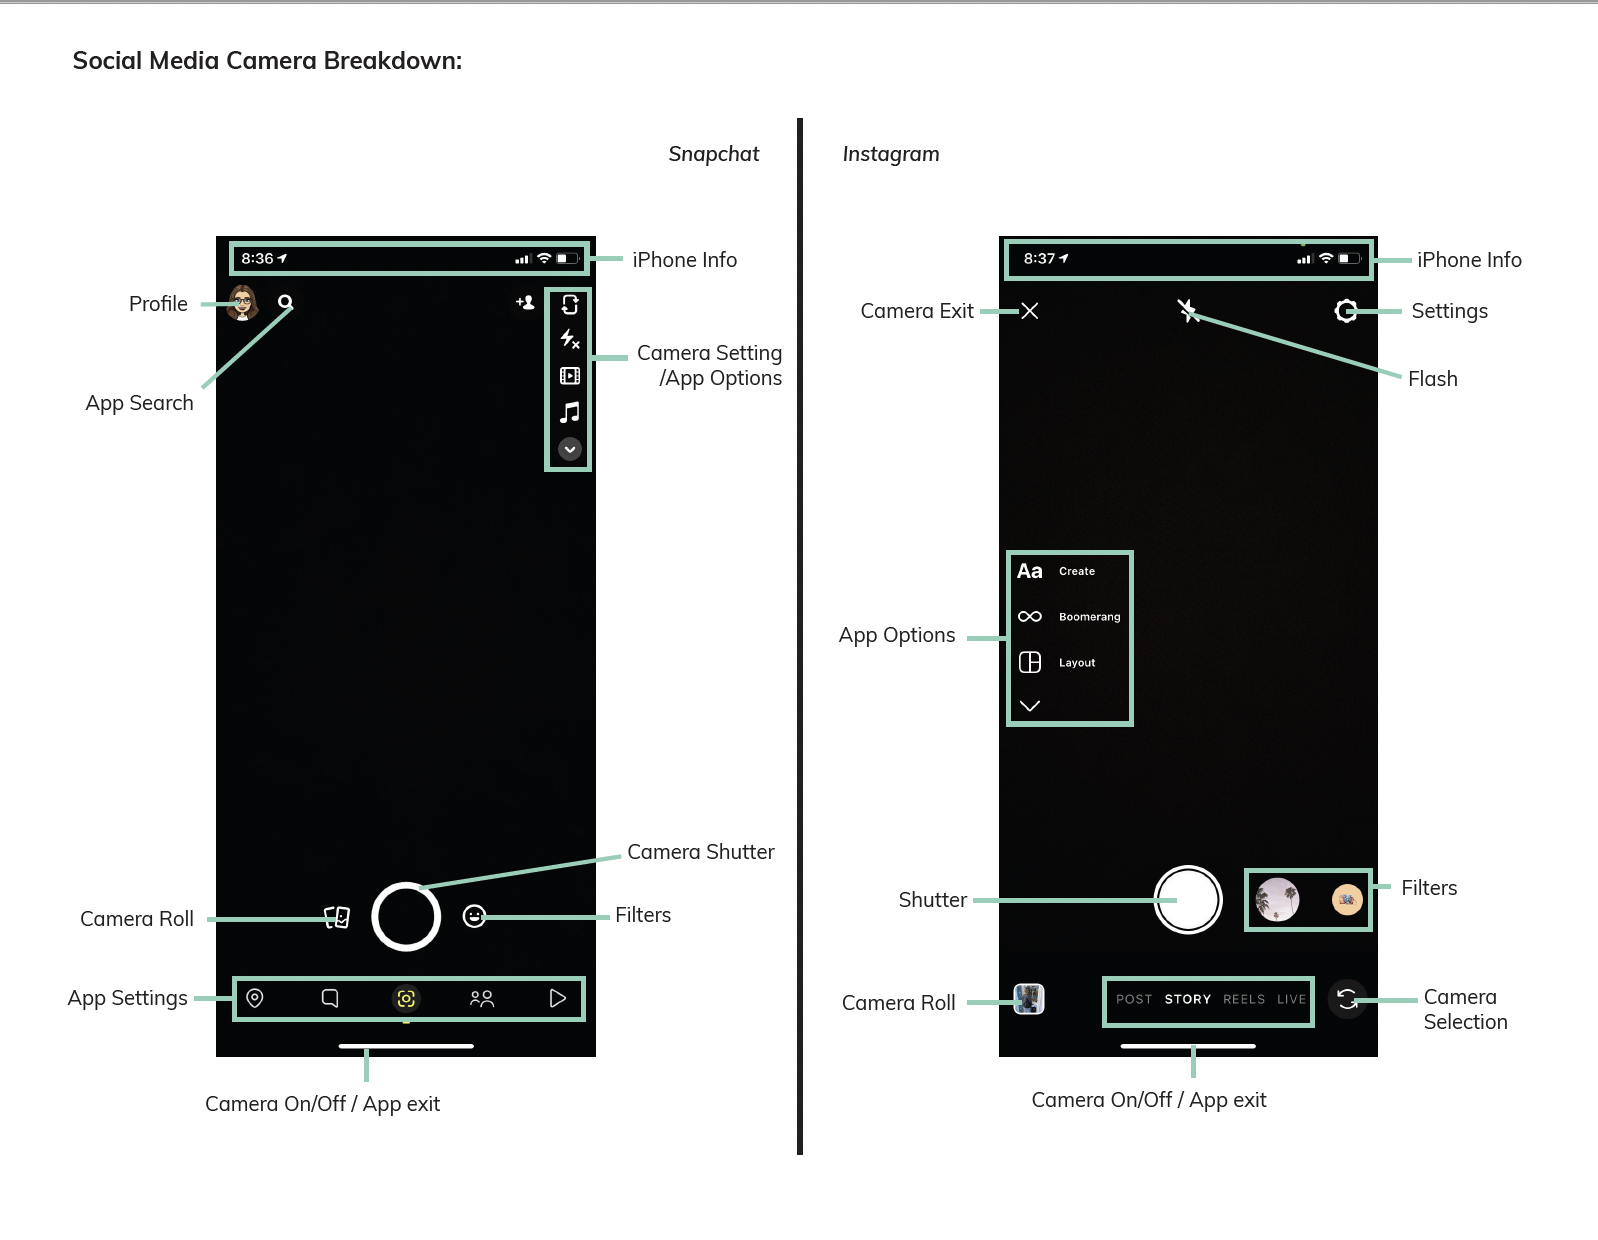 Social Media Camera Breakdown:
Snapchat
8:36
iPhone Info
Profile
Camera Setting
/App Options
App Search
Camera Shutter
Camera Roll
Filters
App Settings
Camera On/Off / App exit
Instagram
8:37
iPhone Info
Camera Exit
Settings
Flash
Aa Create
Boomerang
App Options
Layout
Filters
Shutter
Camera Roll
POST STORY REELS LIVE
Camera
Selection
Camera On/Off / App exit